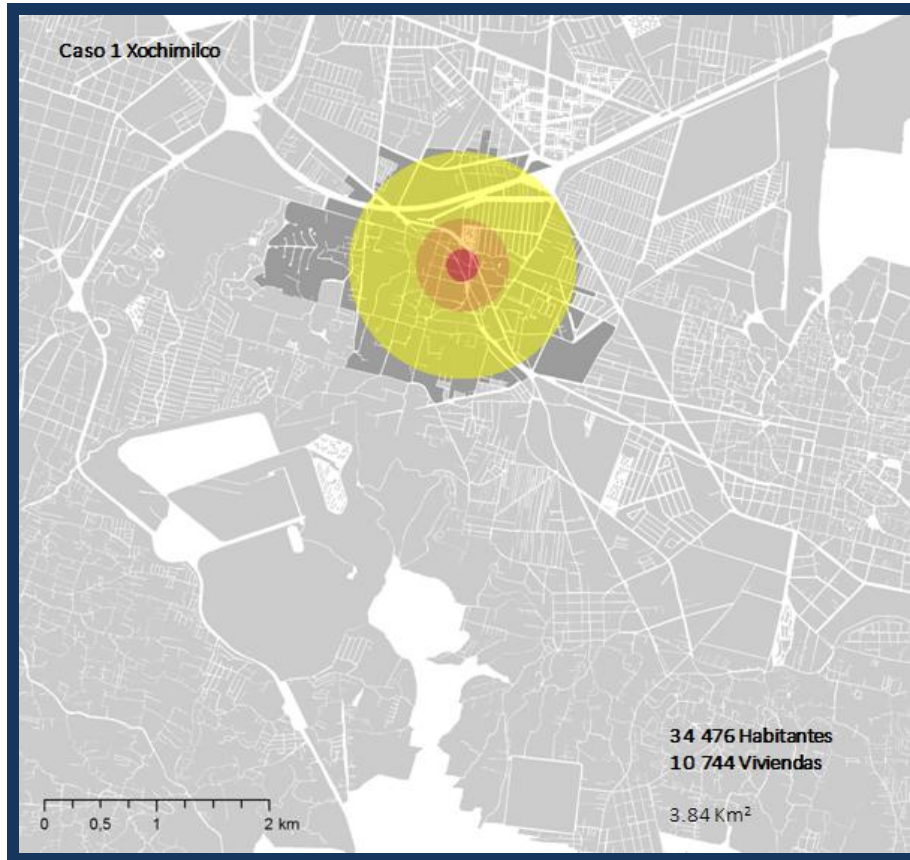 Caso 1 Xochimilco
34 476 Habitantes
10 744 Viviendas
3.84 Km²
0 0,5 1 2 km